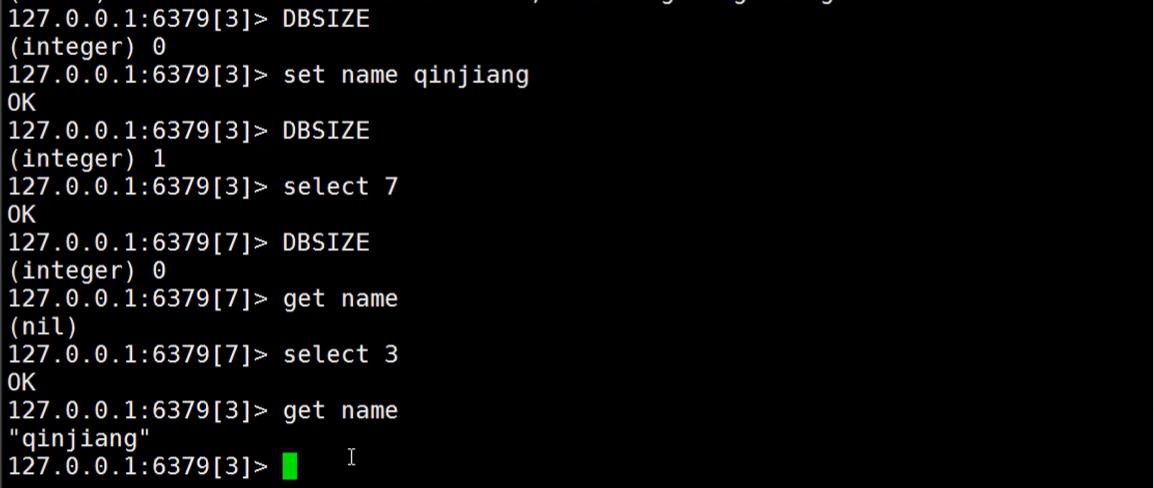 127.0.0.1:6379[3]> DBSIZE
(integer) 0
127.0.0.1:6379[3]> set name qinjiang
OK
127.0.0.1:6379[3]> DBSIZE
(integer) 1
127.0.0.1:6379[3]> select 7
OK
127.0.0.1:6379[7]> DBSIZE
(integer) 0
127.0.0.1:6379[7]> get name
(nil)
127.0.0.1:6379[7]> select 3
OK
127.0.0.1:6379[3]> get name
"qinjiang"
127.0.0.1:6379[3]>